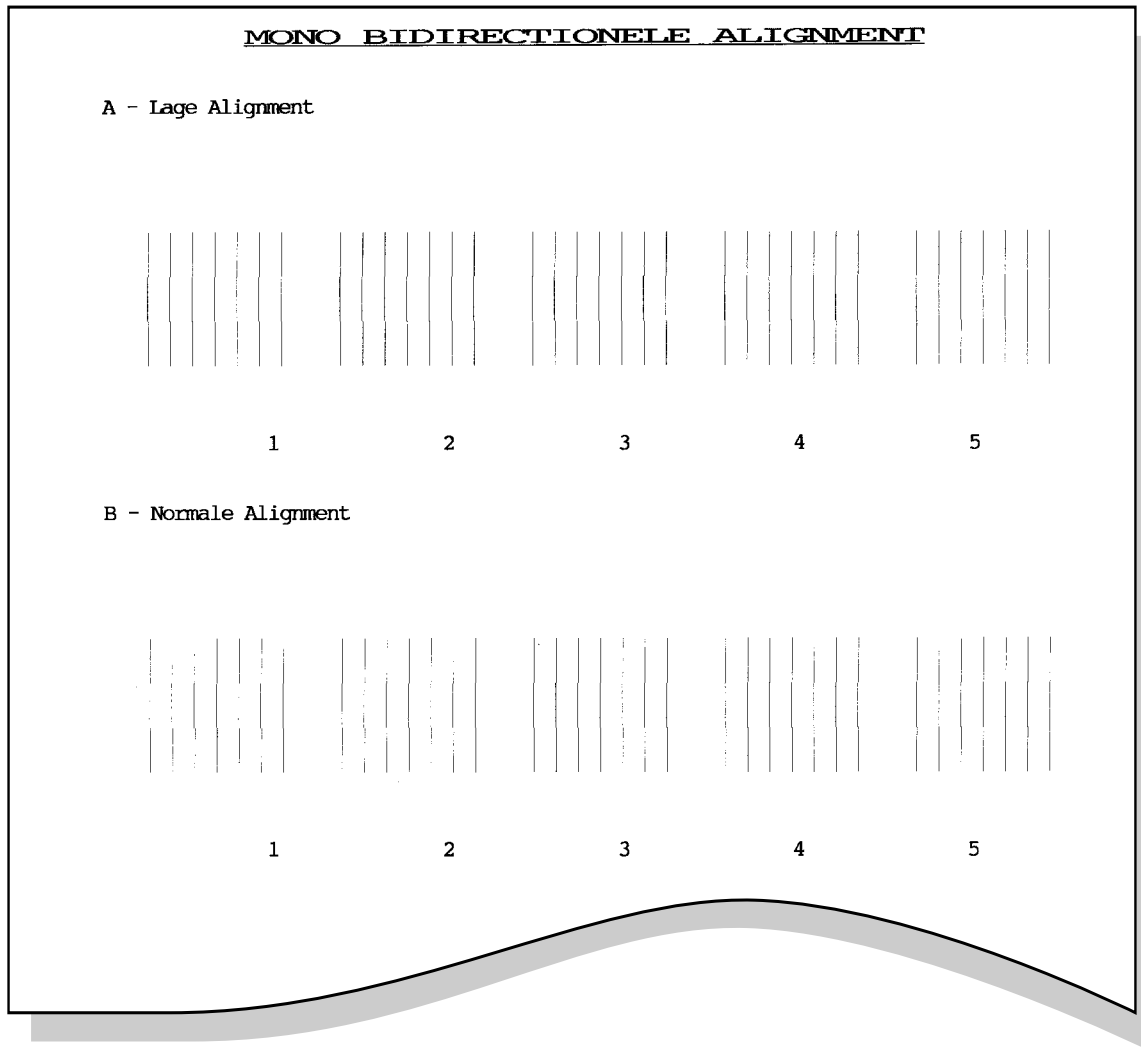 MONO BIDIRECTIONELE ALIGNMENT
A - Lage Alignment
1 2 3 4 5
B - Normale Alignment
1 2 3 4 5